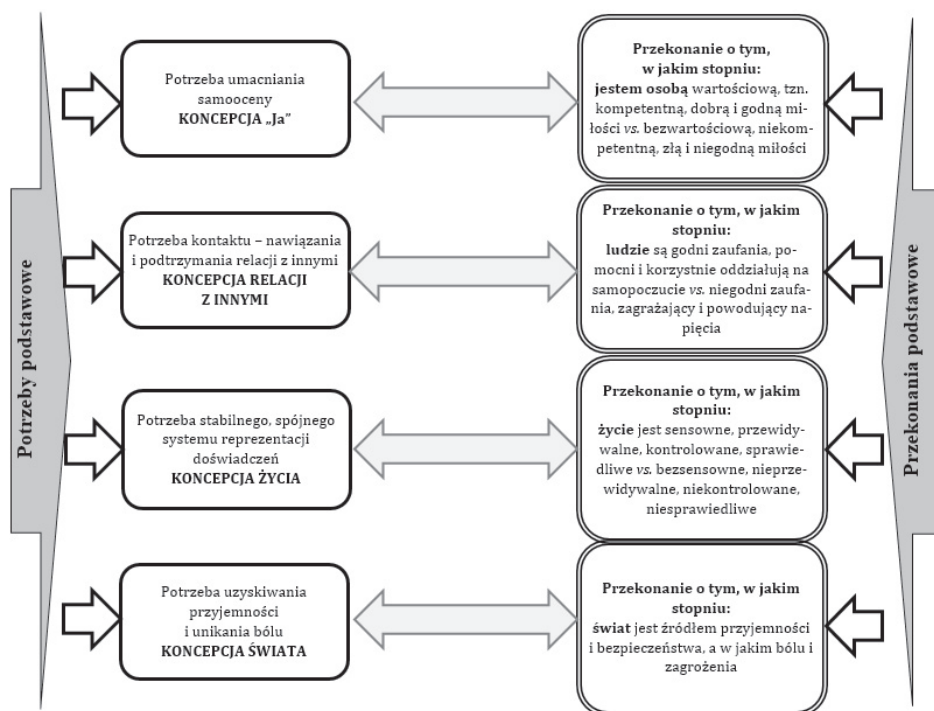 Potrzeby podstawowe
Potrzeba umacniania
samooceny
KONCEPCJA „Ja”
Przekonanie o tym,
w jakim stopniu:
jestem osobą wartościową, tzn.
kompetentną, dobrą i godną mi-
łości vs. bezwartościową, niekom-
petentną, złą i niegodną miłości
Potrzeba kontaktu – nawiązania
i podtrzymania relacji z innymi
KONCEPCJA RELACJI
Z INNYMI
Przekonanie o tym, w jakim
stopniu:
ludzie są godni zaufania, po-
mocni i korzystnie oddziałują na
samopoczucie vs. niegodni zaufa-
nia, zagrażający i powodujący na-
pięcia
Potrzeba stabilnego, spójnego
systemu reprezentacji
doświadczeń
KONCEPCJA ŻYCIA
Przekonanie o tym, w jakim
stopniu:
życie jest sensowne, przewidy-
walne, kontrolowane, sprawie-
dliwe vs. bezsensowne, nieprze-
widywalne, niekontrolowane,
niesprawiedliwe
Potrzeba uzyskiwania
przyjemności
i unikania bólu
KONCEPCJA ŚWIATA
Przekonanie o tym, w jakim
stopniu:
świat jest źródłem przyjemności
i bezpieczeństwa, a w jakim bólu i
zagrożenia
Przekonania podstawowe